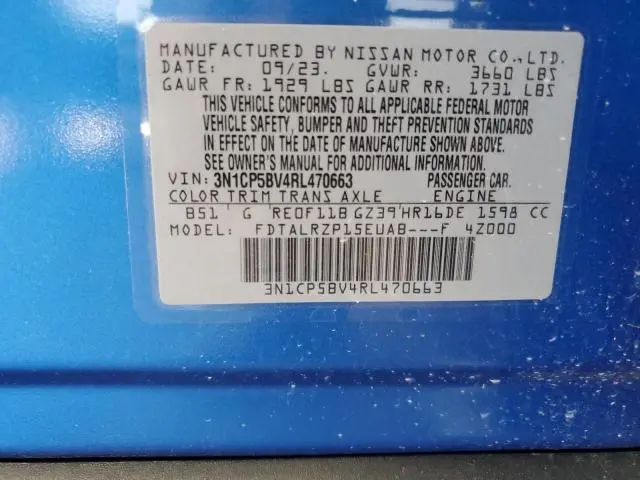 MANUFACTURED BY NISSAN MOTOR CO.,LTD.
DATE: 09/23. GVWR: 3660 LBS
GAWR FR: 1929 LBS GAWR RR: 1731 LBS
THIS VEHICLE CONFORMS TO ALL APPLICABLE FEDERAL MOTOR
VEHICLE SAFETY, BUMPER AND THEFT PREVENTION STANDARDS
IN EFFECT ON THE DATE OF MANUFACTURE SHOWN ABOVE.
SEE OWNER'S MANUAL FOR ADDITIONAL INFORMATION.
VIN: 3N1CP5BV4RL470663 PASSENGER CAR.
COLOR TRIM TRANS AXLE ENGINE
B51 G RE0F11B GZ39 HR16DE 1598 CC
MODEL: FDTALRZP15EUAB---F 4Z000
3N1CP5BV4RL470663